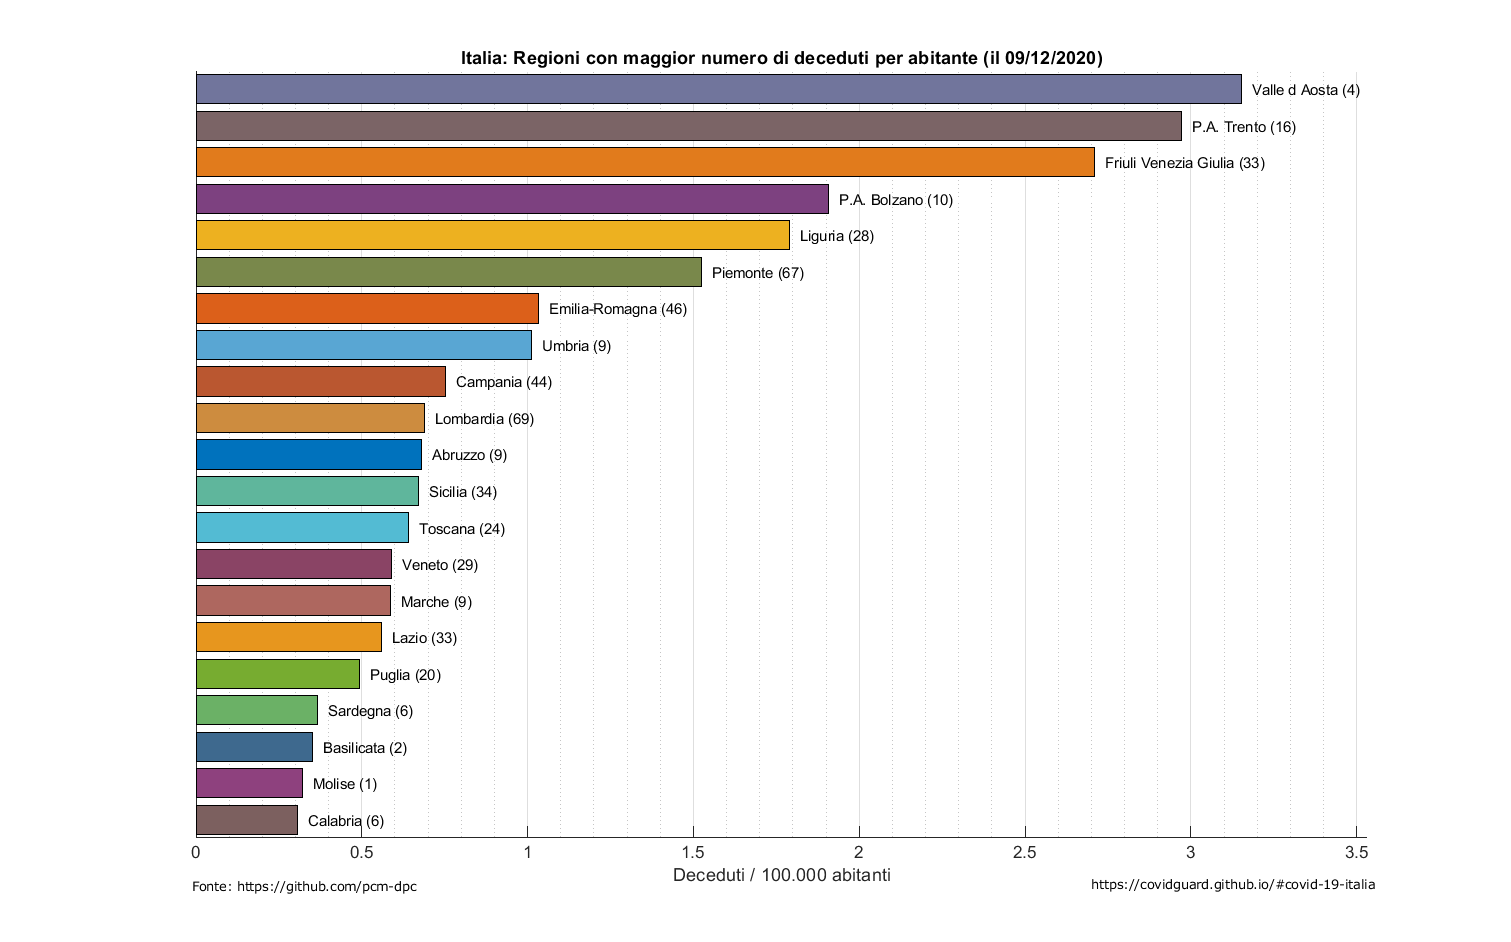 Italia: Regioni con maggior numero di deceduti per abitante (il 09/12/2020)
Valle d Aosta (4)
P.A. Trento (16)
Friuli Venezia Giulia (33)
P.A. Bolzano (10)
Liguria (28)
Piemonte (67)
Emilia-Romagna (46)
Umbria (9)
Campania (44)
Lombardia (69)
Abruzzo (9)
Sicilia (34)
Toscana (24)
Veneto (29)
Marche (9)
Lazio (33)
Puglia (20)
Sardegna (6)
Basilicata (2)
Molise (1)
Calabria (6)
0 0.5 1 1.5 2 2.5 3 3.5
Deceduti / 100.000 abitanti
Fonte: https://github.com/pcm-dpc
https://covidguard.github.io/#covid-19-italia